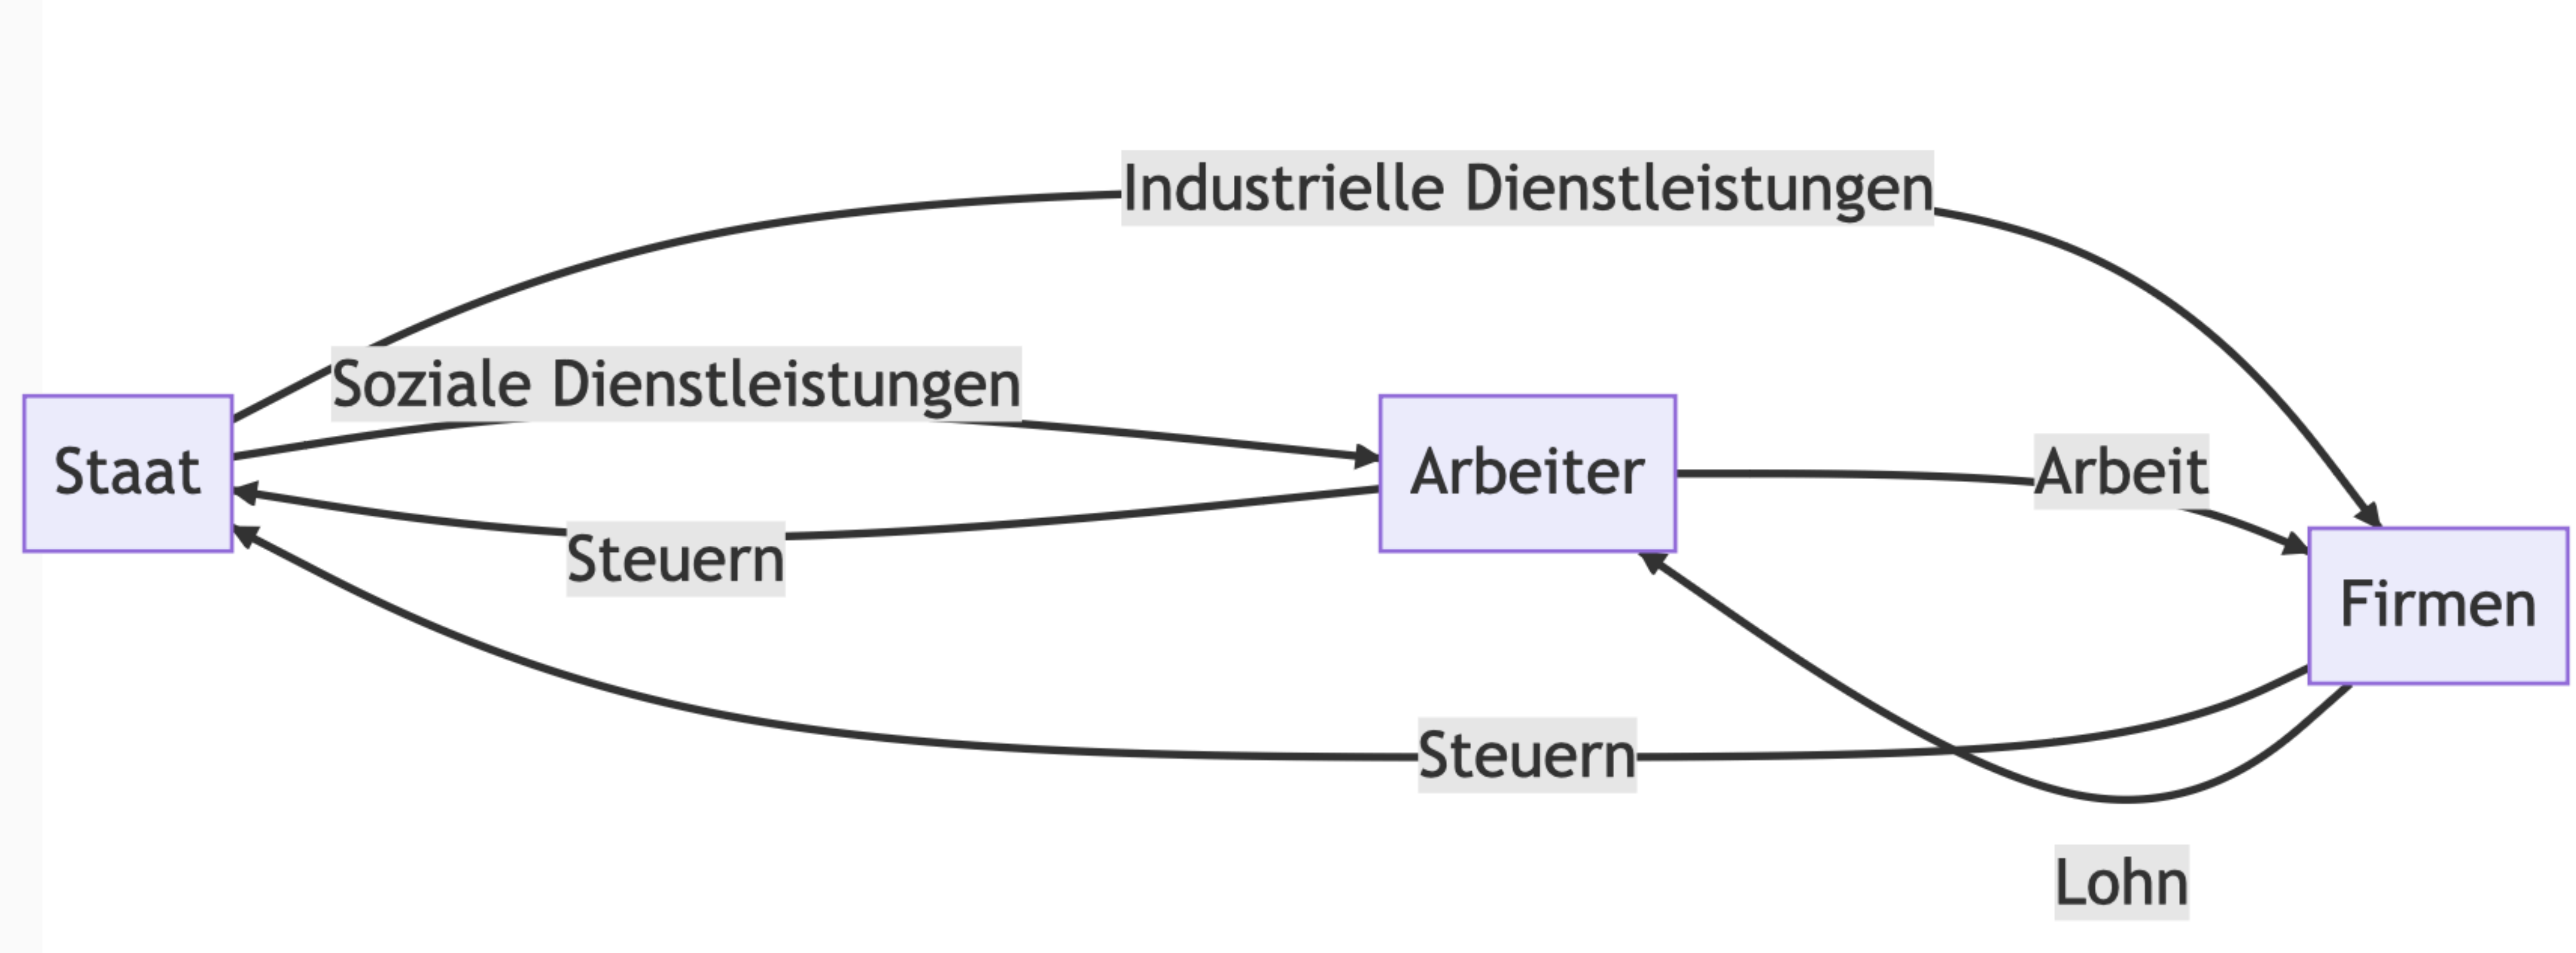 Industrielle Dienstleistungen
Soziale Dienstleistungen
Staat
Arbeiter
Arbeit
Steuern
Firmen
Steuern
Lohn